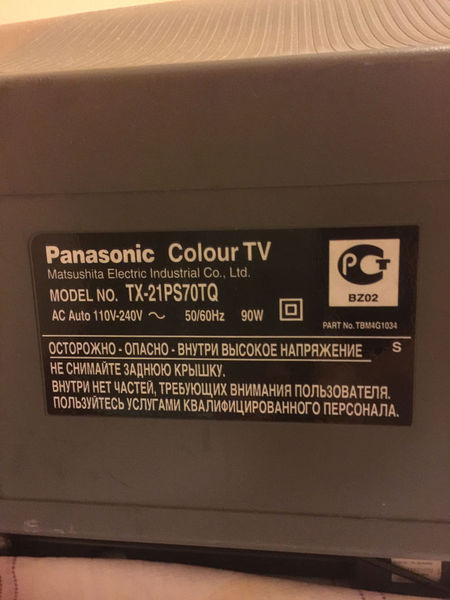 Panasonic Colour TV
Matsushita Electric Industrial Co., Ltd.
MODEL NO. TX-21PS70TQ
AC Auto 110V-240V ~ 50/60Hz 90W
РСТ
BZ02
PART No. TBM4G1034
ОСТОРОЖНО - ОПАСНО - ВНУТРИ ВЫСОКОЕ НАПРЯЖЕНИЕ S
НЕ СНИМАЙТЕ ЗАДНЮЮ КРЫШКУ.
ВНУТРИ НЕТ ЧАСТЕЙ, ТРЕБУЮЩИХ ВНИМАНИЯ ПОЛЬЗОВАТЕЛЯ.
ПОЛЬЗУЙТЕСЬ УСЛУГАМИ КВАЛИФИЦИРОВАННОГО ПЕРСОНАЛА.